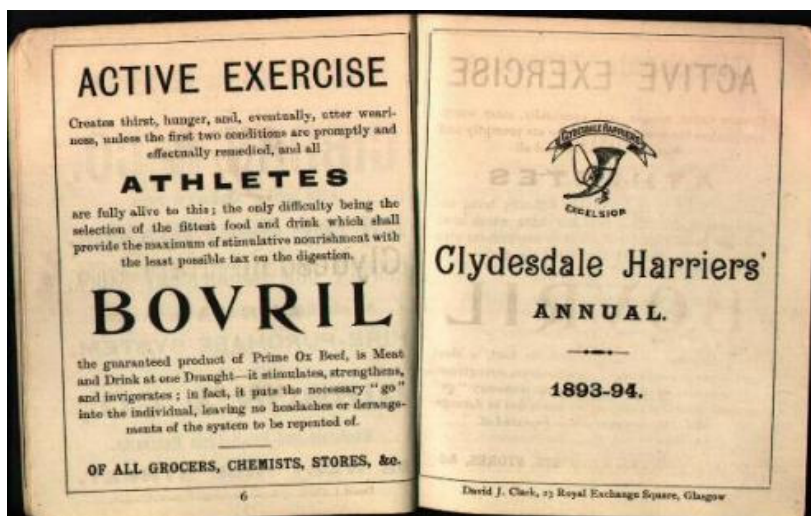 ACTIVE EXERCISE
Creates thirst, hunger, and, eventually, utter weari-
ness, unless the first two conditions are promptly and
effectually remedied, and all
ATHLETES
are fully alive to this; the only difficulty being the
selection of the fittest food and drink which shall
provide the maximum of stimulative nourishment with
the least possible tax on the digestion.
BOVRIL
the guaranteed product of Prime Ox Beef, is Meat
and Drink at one Draught—it stimulates, strengthens,
and invigorates; in fact, it puts the necessary "go"
into the individual, leaving no headaches or derange-
ments of the system to be repented of.
OF ALL GROCERS, CHEMISTS, STORES, &c.
6
CLYDESDALE HARRIERS
EXCELSIOR
Clydesdale Harriers'
ANNUAL.
1893-94.
David J. Clark, 23 Royal Exchange Square, Glasgow